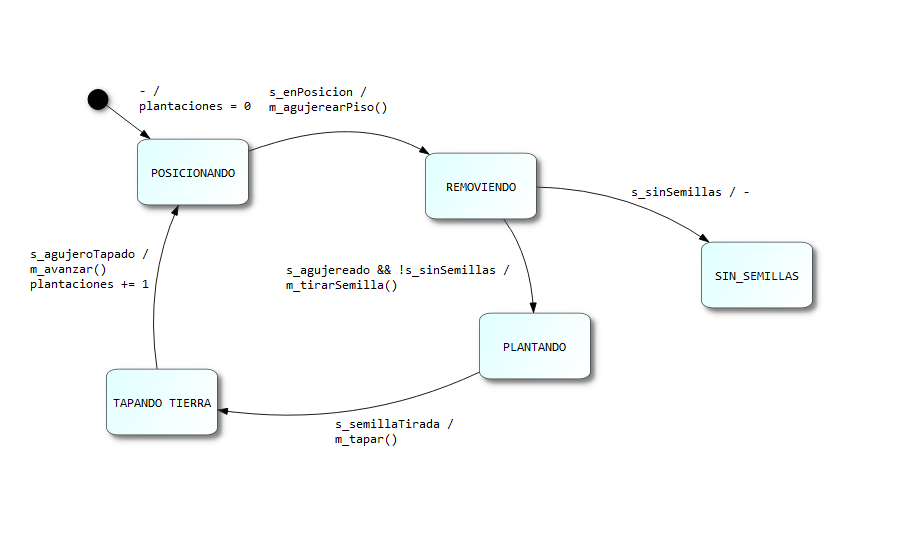 - /
plantaciones = 0
s_enPosicion /
m_agujerearPiso()
POSICIONANDO
REMOVIENDO
s_sinSemillas / -
s_agujeroTapado /
m_avanzar()
plantaciones += 1
s_agujereado && !s_sinSemillas /
m_tirarSemilla()
SIN_SEMILLAS
PLANTANDO
TAPANDO TIERRA
s_semillaTirada /
m_tapar()